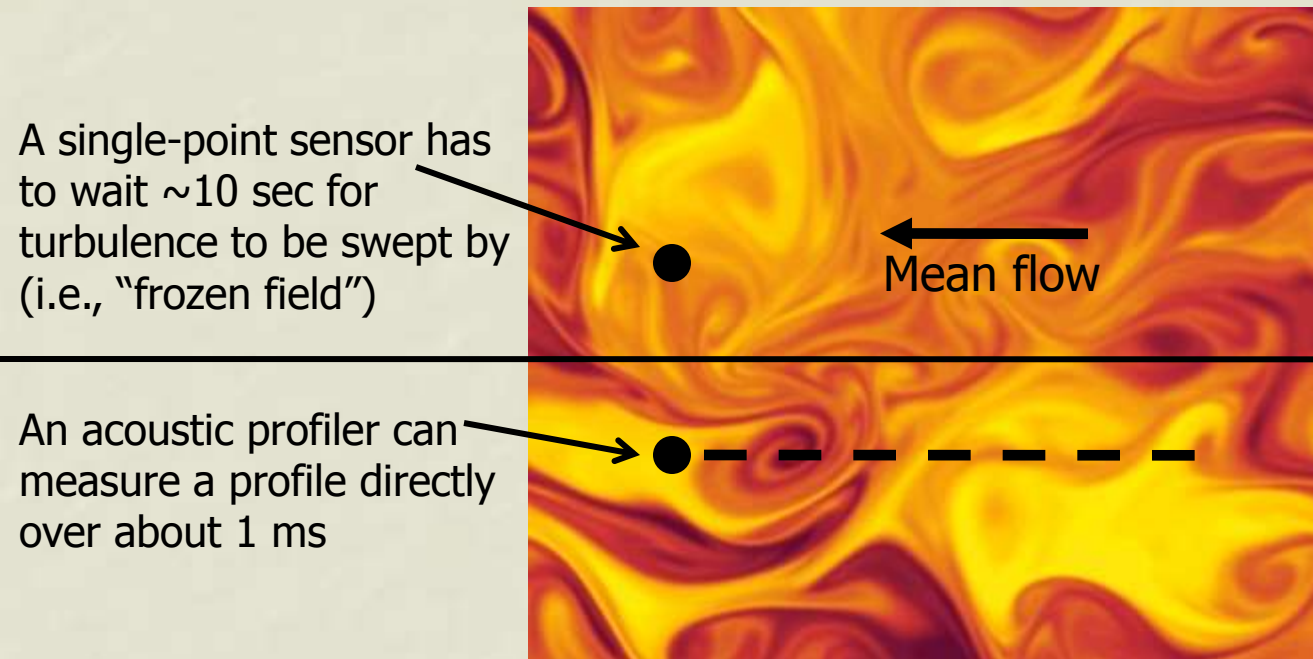 A single-point sensor has
to wait ~10 sec for
turbulence to be swept by
(i.e., “frozen field”)
Mean flow
An acoustic profiler can
measure a profile directly
over about 1 ms